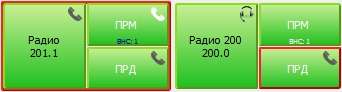 Радио
201.1
ПРМ
ВНС: 1
ПРД
Радио 200
200.0
ПРМ
ВНС: 1
ПРД